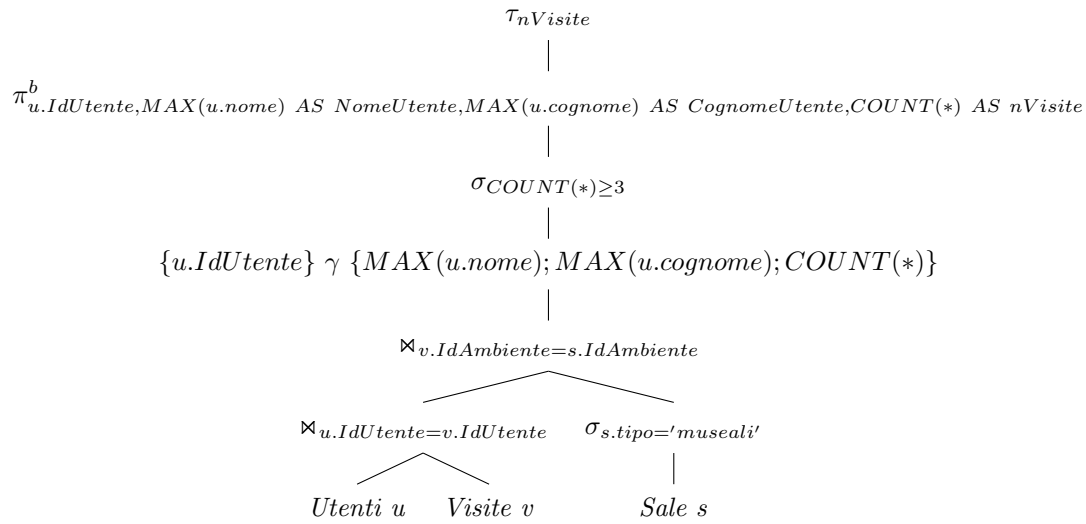 τ_{nVisite}
π^b_{u.IdUtente,MAX(u.nome) AS NomeUtente,MAX(u.cognome) AS CognomeUtente,COUNT(*) AS nVisite}
σ_{COUNT(*)≥3}
{u.IdUtente} γ {MAX(u.nome); MAX(u.cognome); COUNT(*)}
⋈_{v.IdAmbiente=s.IdAmbiente}
⋈_{u.IdUtente=v.IdUtente} σ_{s.tipo='museali'}
Utenti u Visite v Sale s